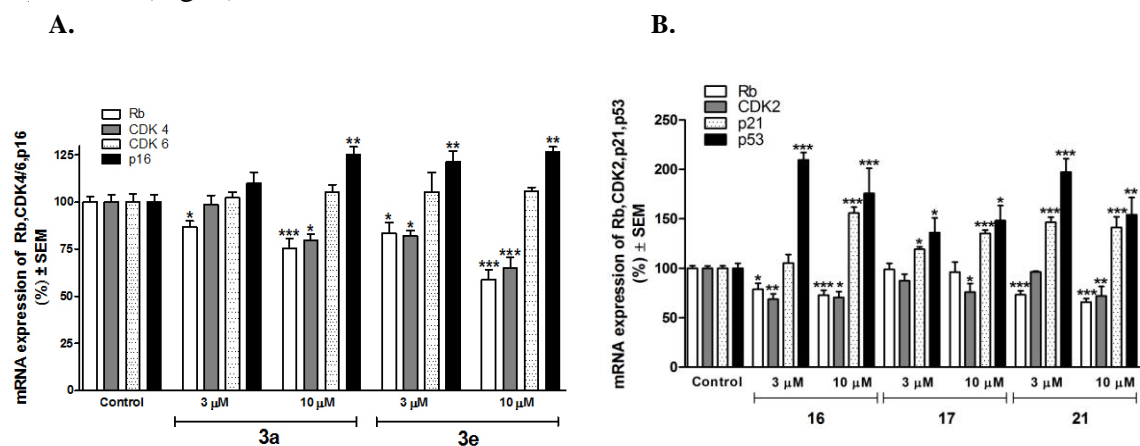 A.
B.
mRNA expression of Rb,CDK4/6,p16
(%) ± SEM
Rb
CDK 4
CDK 6
p16
125
100
75
50
25
0
*
***
*
**
*
*
**
***
***
**
Control
3 µM
10 µM
3 µM
10 µM
3a
3e
mRNA expression of Rb,CDK2,p21,p53
(%) ± SEM
Rb
CDK2
p21
p53
250
200
150
100
50
0
*
**
***
***
*
***
***
*
*
*
***
*
***
***
***
***
**
***
**
Control
3 µM
10 µM
3 µM
10 µM
3 µM
10 µM
16
17
21